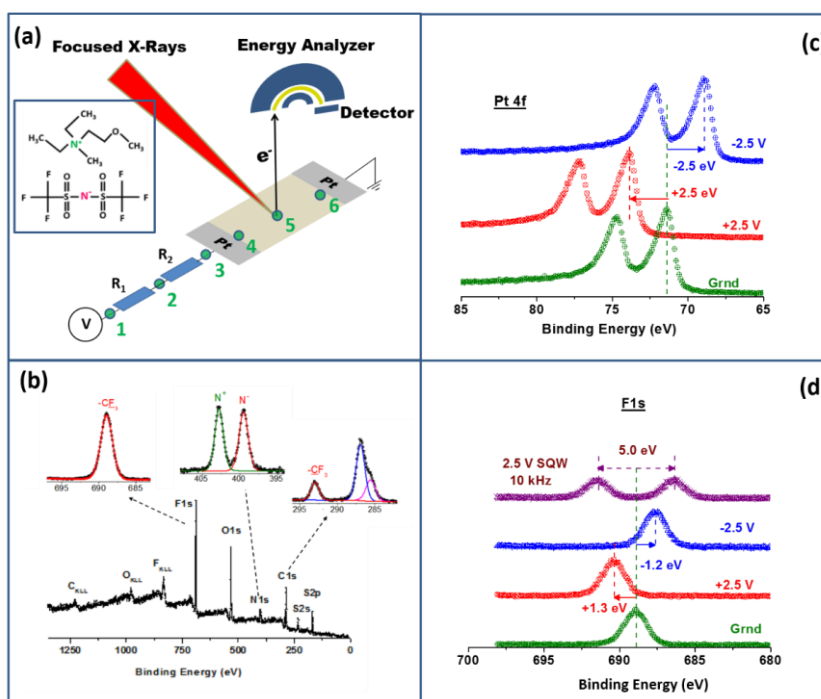 (a)
Focused X-Rays
Energy Analyzer
Detector
e-
CH3
H3C
N+
O
CH3
H3C
CH3
F
O
O
F
F
S
N-
S
F
F
O
O
F
Pt
Pt
R1
R2
V
1
2
3
4
5
6
(c)
Pt 4f
-2.5 V
-2.5 eV
+2.5 eV
+2.5 V
Grnd
85
80
75
70
65
Binding Energy (eV)
(b)
-CF3
695
690
685
N+
N-
405
400
395
-CF3
295
290
287
285
F1s
O1s
C1s
N1s
S2s
S2p
CKLL
OKLL
FKLL
1250
1000
750
500
250
0
Binding Energy (eV)
(d)
F1s
2.5 V SQW
10 kHz
5.0 eV
-2.5 V
-1.2 eV
+2.5 V
+1.3 eV
Grnd
700
695
690
685
680
Binding Energy (eV)